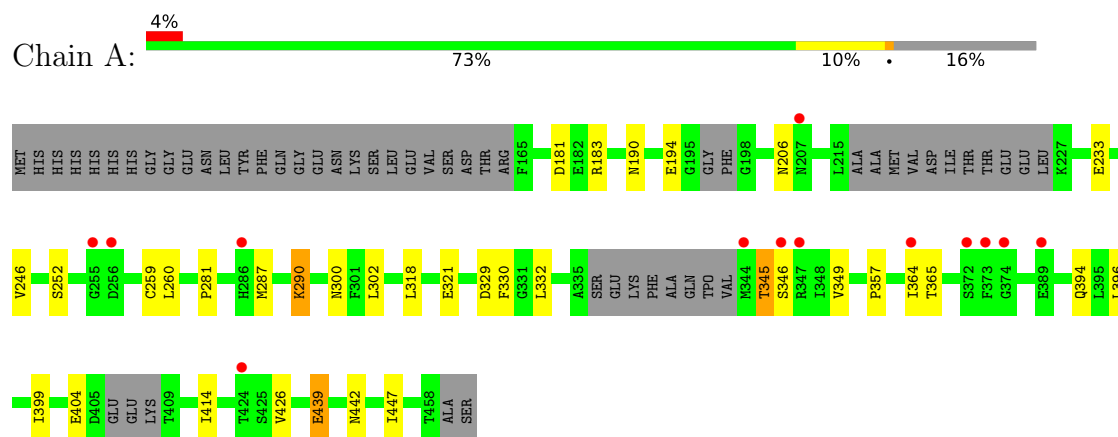 4%
Chain A:
73% 10% • 16%
MET HIS HIS HIS HIS HIS HIS GLY GLY GLU ASN LEU TYR PHE GLN GLY GLU ASN LYS SER LEU GLU VAL SER ASP THR ARG F165 D181 E182 R183 N190 E194 G195 GLY PHE G198 N206 N207 L215 ALA ALA MET VAL ASP ILE THR THR GLU GLU LEU K227 E233
V246 S252 G255 D256 C259 L260 P281 H286 M287 K290 N300 F301 L302 L318 E321 D329 F330 G331 L332 A335 SER GLU LYS PHE ALA GLN TPO VAL M344 T345 S346 R347 I348 V349 P357 I364 T365 S372 F373 G374 E389 Q394 L395
I399 E404 D405 GLU GLU LYS T409 I414 T424 S425 V426 E439 N442 I447 T458 ALA SER